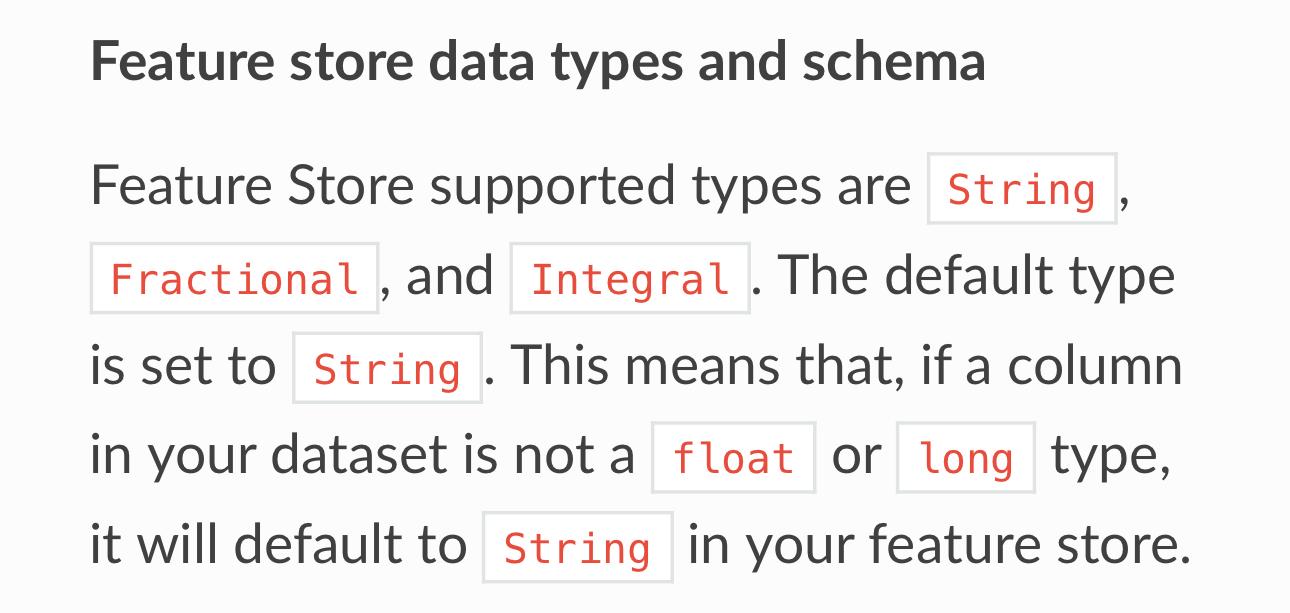 Feature store data types and schema
Feature Store supported types are String,
Fractional, and Integral. The default type
is set to String. This means that, if a column
in your dataset is not a float or long type,
it will default to String in your feature store.